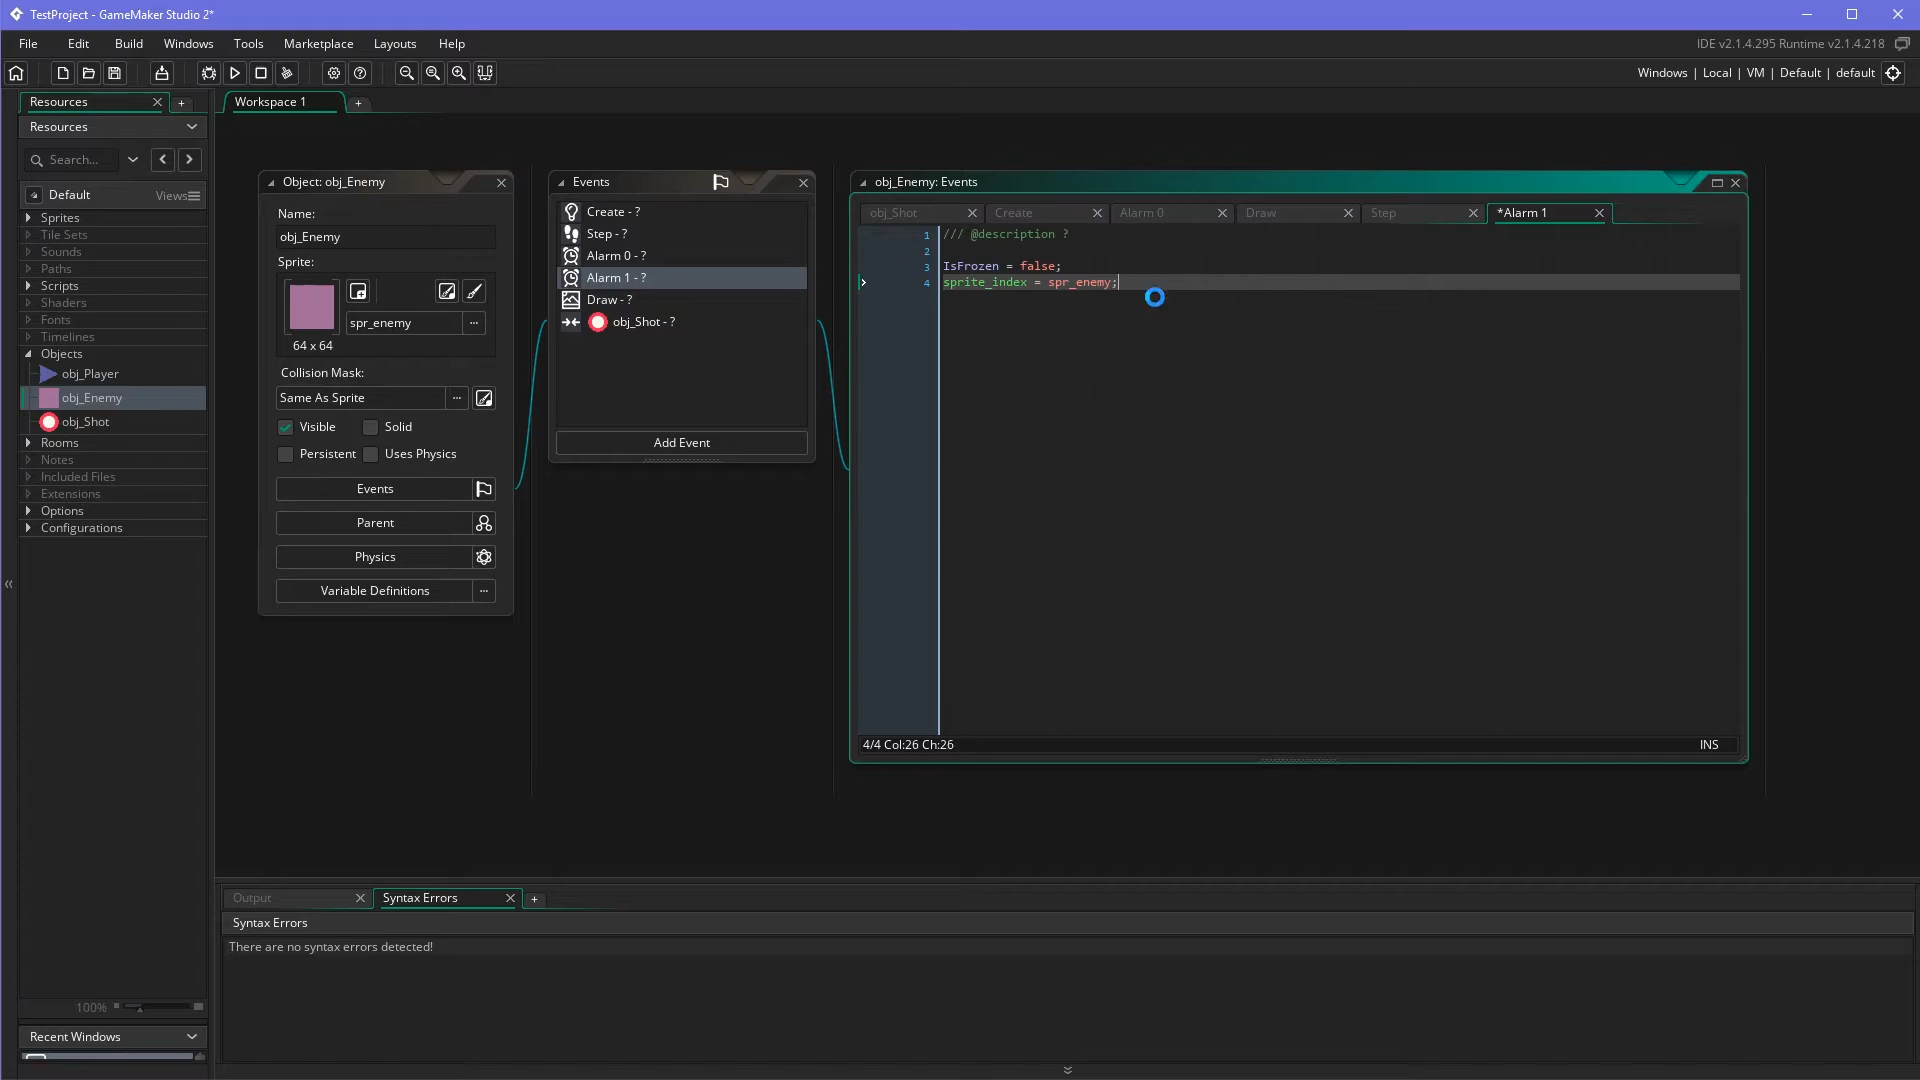 TestProject - GameMaker Studio 2*
File Edit Build Windows Tools Marketplace Layouts Help
IDE v2.1.4.295 Runtime v2.1.4.218
Windows | Local | VM | Default | default
Resources
Workspace 1
Resources
Search...
Default Views
Sprites
Tile Sets
Sounds
Paths
Scripts
Shaders
Fonts
Timelines
Objects
obj_Player
obj_Enemy
obj_Shot
Rooms
Notes
Included Files
Extensions
Options
Configurations
100%
Recent Windows
Object: obj_Enemy
Name:
obj_Enemy
Sprite:
spr_enemy
64 x 64
Collision Mask:
Same As Sprite
Visible Solid
Persistent Uses Physics
Events
Parent
Physics
Variable Definitions
Events
Create - ?
Step - ?
Alarm 0 - ?
Alarm 1 - ?
Draw - ?
obj_Shot - ?
Add Event
obj_Enemy: Events
obj_Shot Create Alarm 0 Draw Step *Alarm 1
1 /// @description ?
2
3 IsFrozen = false;
4 sprite_index = spr_enemy;
4/4 Col:26 Ch:26 INS
Output Syntax Errors
Syntax Errors
There are no syntax errors detected!